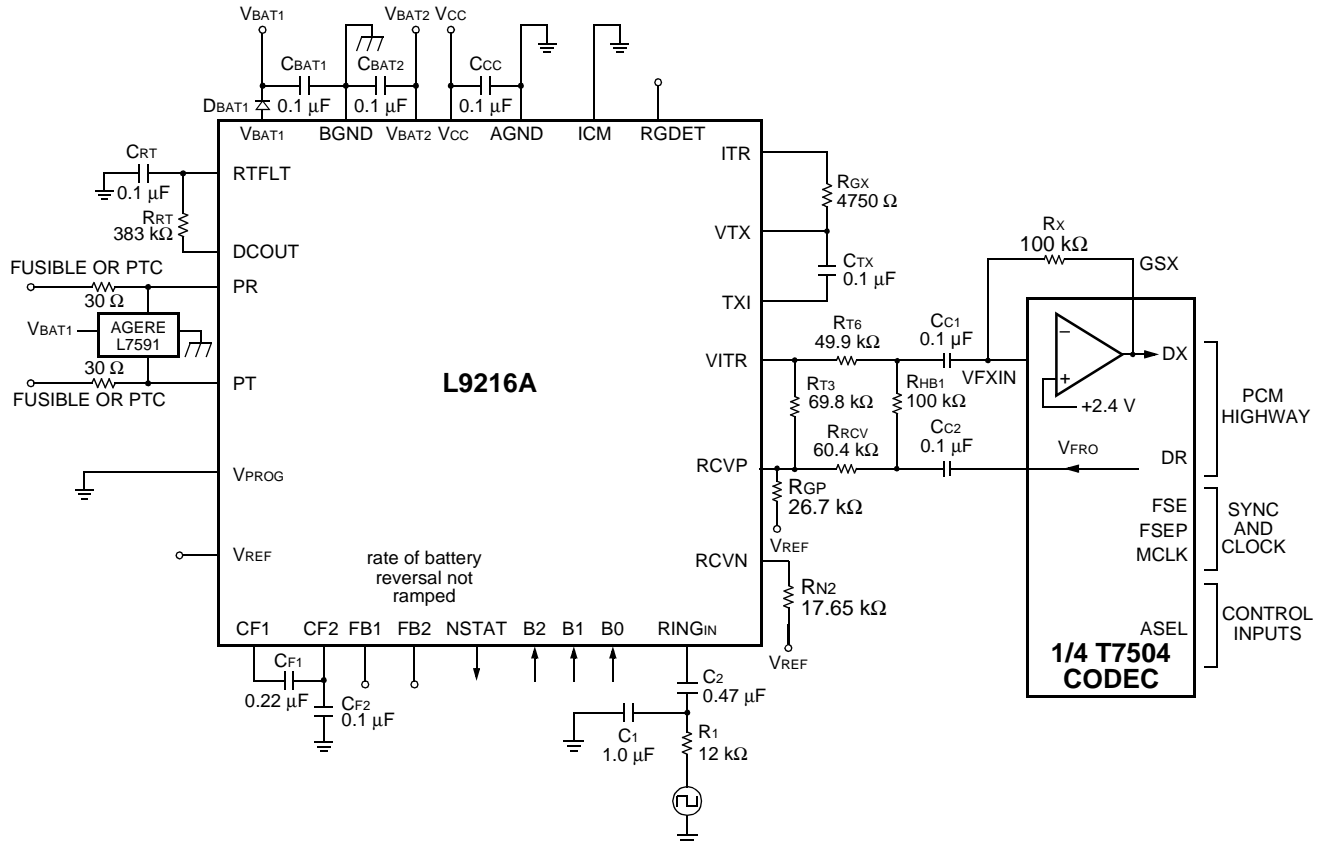 VBAT1
VBAT2
VCC
CBAT1
0.1 µF
CBAT2
0.1 µF
CCC
0.1 µF
DBAT1
VBAT1
BGND
VBAT2
VCC
AGND
ICM
RGDET
CRT
0.1 µF
RTFLT
RRT
383 kΩ
DCOUT
FUSIBLE OR PTC
30 Ω
PR
VBAT1
AGERE
L7591
30 Ω
PT
FUSIBLE OR PTC
L9216A
VPROG
VREF
rate of battery
reversal not
ramped
CF1
CF2
FB1
FB2
NSTAT
B2
B1
B0
RINGIN
CF1
0.22 µF
CF2
0.1 µF
C2
0.47 µF
C1
1.0 µF
R1
12 kΩ
ITR
RGX
4750 Ω
VTX
CTX
0.1 µF
TXI
VITR
RT6
49.9 kΩ
CC1
0.1 µF
RT3
69.8 kΩ
RHB1
100 kΩ
RRCV
60.4 kΩ
CC2
0.1 µF
RCVP
RGP
26.7 kΩ
VREF
RCVN
RN2
17.65 kΩ
VREF
RX
100 kΩ
GSX
VFXIN
−
+
+2.4 V
DX
VFRO
DR
PCM
HIGHWAY
FSE
FSEP
MCLK
SYNC
AND
CLOCK
ASEL
CONTROL
INPUTS
1/4 T7504
CODEC